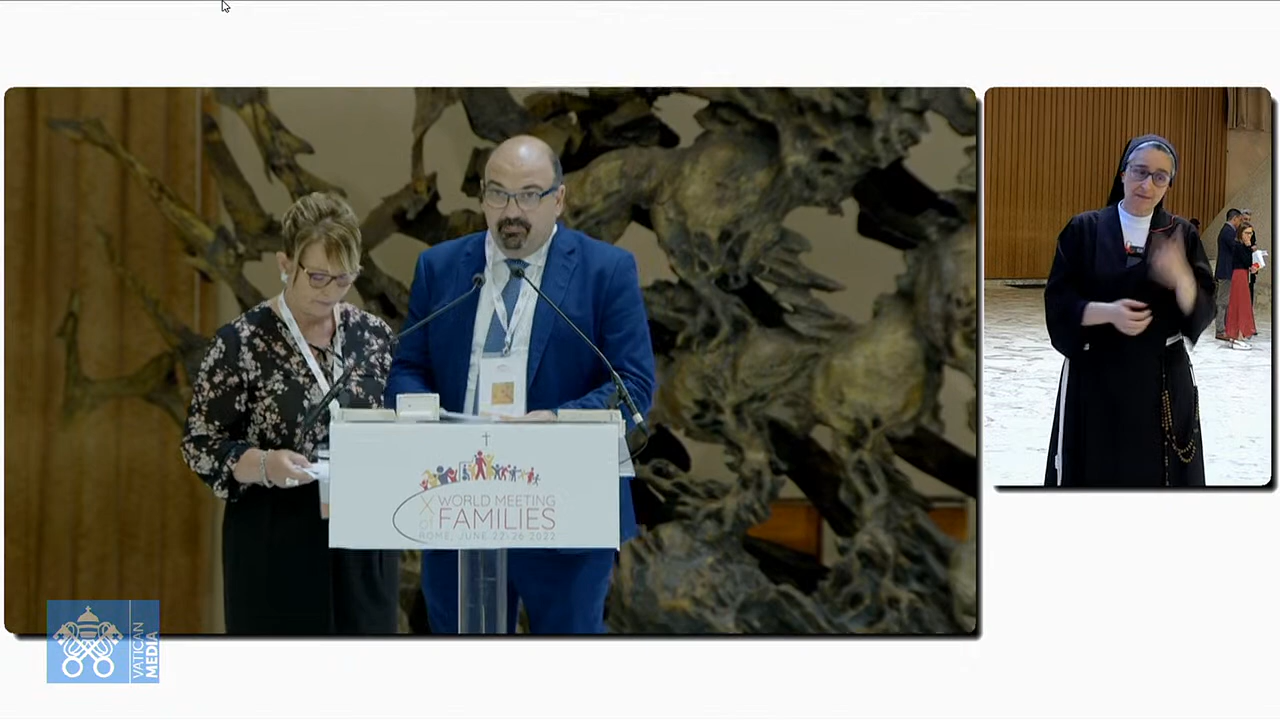 X WORLD MEETING
of FAMILIES
ROME, JUNE 22-26 2022
VATICAN
MEDIA